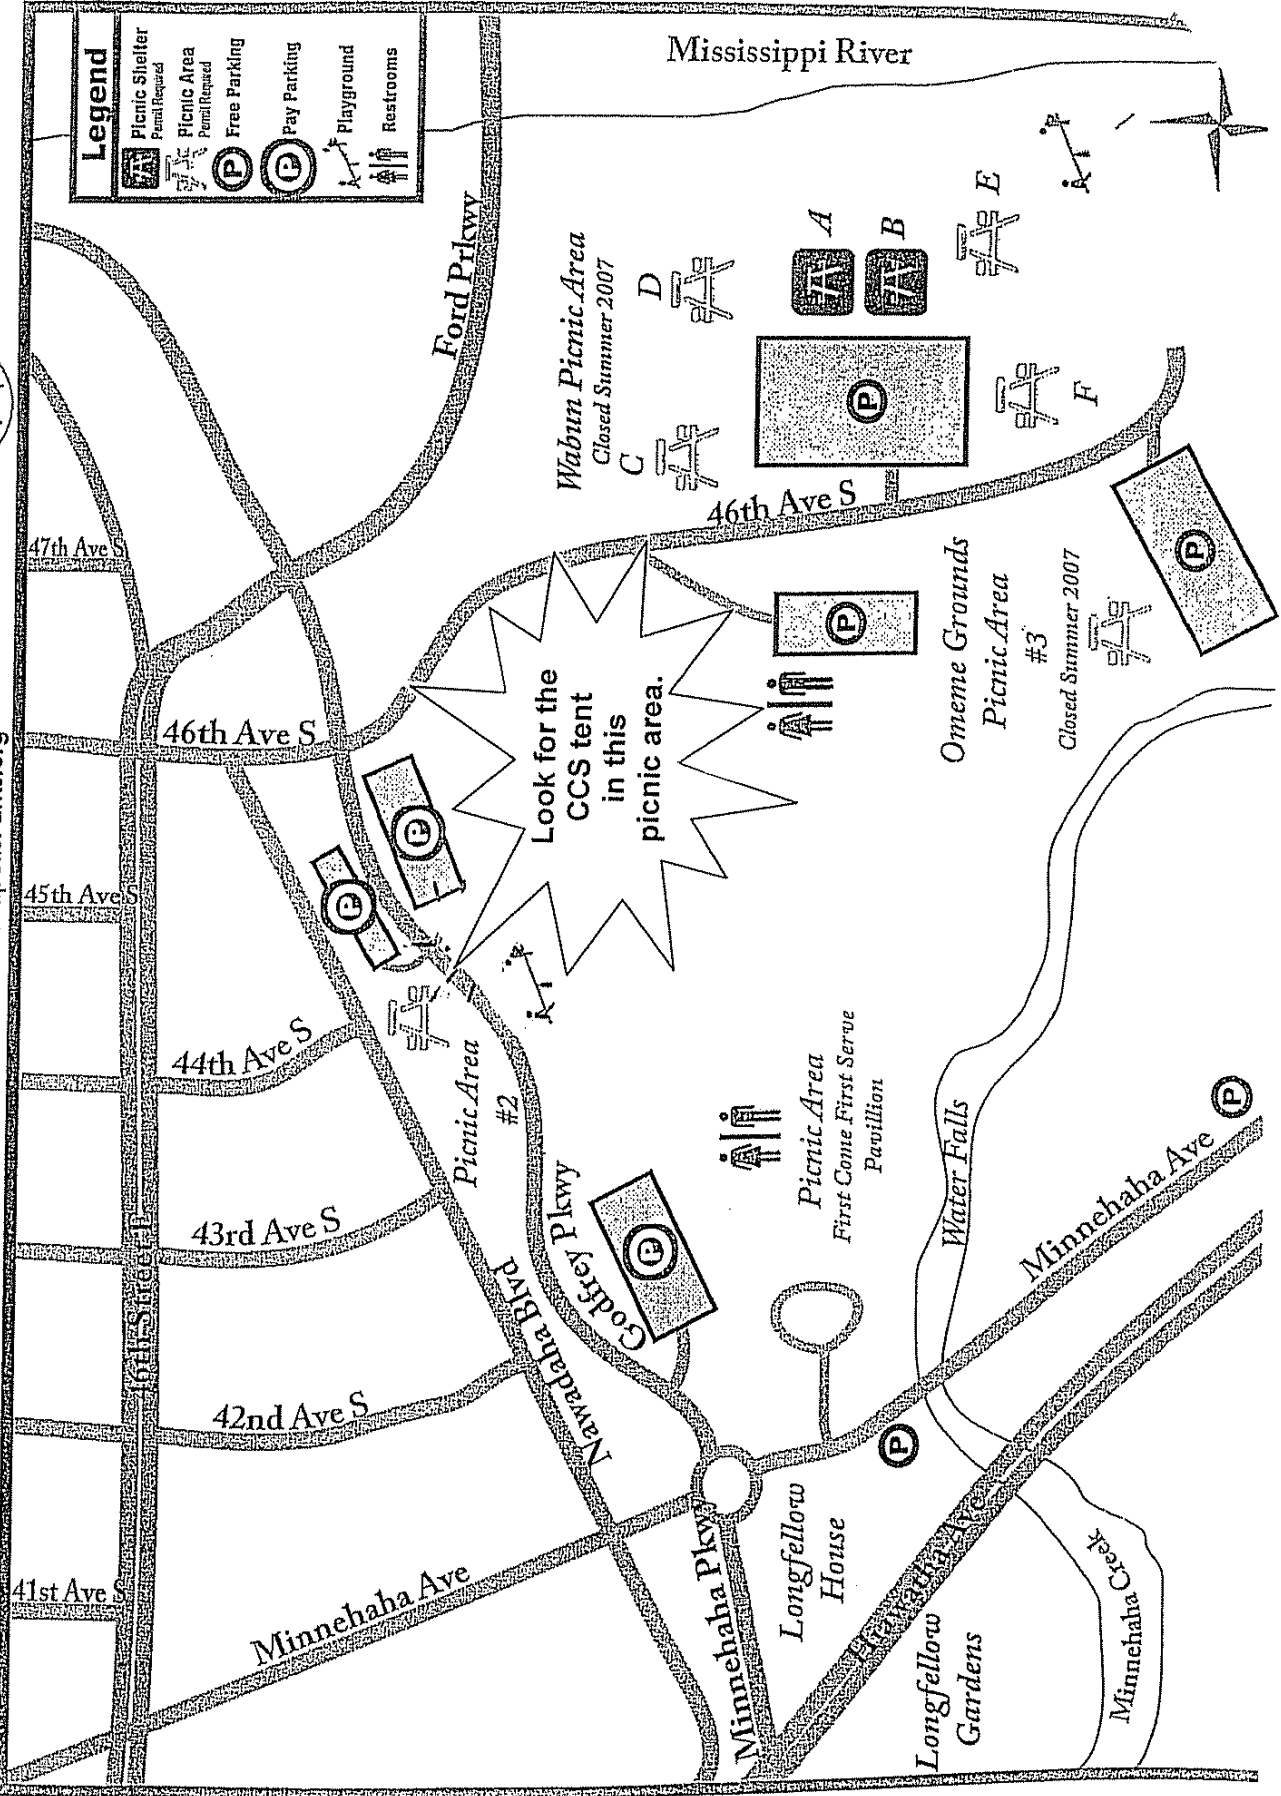 Legend
Picnic Shelter
Permit Required
Picnic Area
Permit Required
P
Free Parking
P
Pay Parking
Playground
Restrooms
Mississippi River
Ford Prkwy
Wabun Picnic Area
Closed Summer 2007
A
B
C
D
E
F
P
46th Ave S
47th Ave S
46th Ave S
45th Ave S
44th Ave S
43rd Ave S
42nd Ave S
41st Ave S
46th Street E
Look for the
CCS tent
in this
picnic area.
P
P
P
Omeme Grounds
Picnic Area
#3
Closed Summer 2007
P
Picnic Area
#2
Picnic Area
First Come First Serve
Pavillion
P
Godfrey Pkwy
Nawadaha Blvd
Water Falls
Minnehaha Ave
P
P
Minnehaha Ave
Minnehaha Pkwy
Longfellow
House
Hiawatha Ave
Longfellow
Gardens
Minnehaha Creek